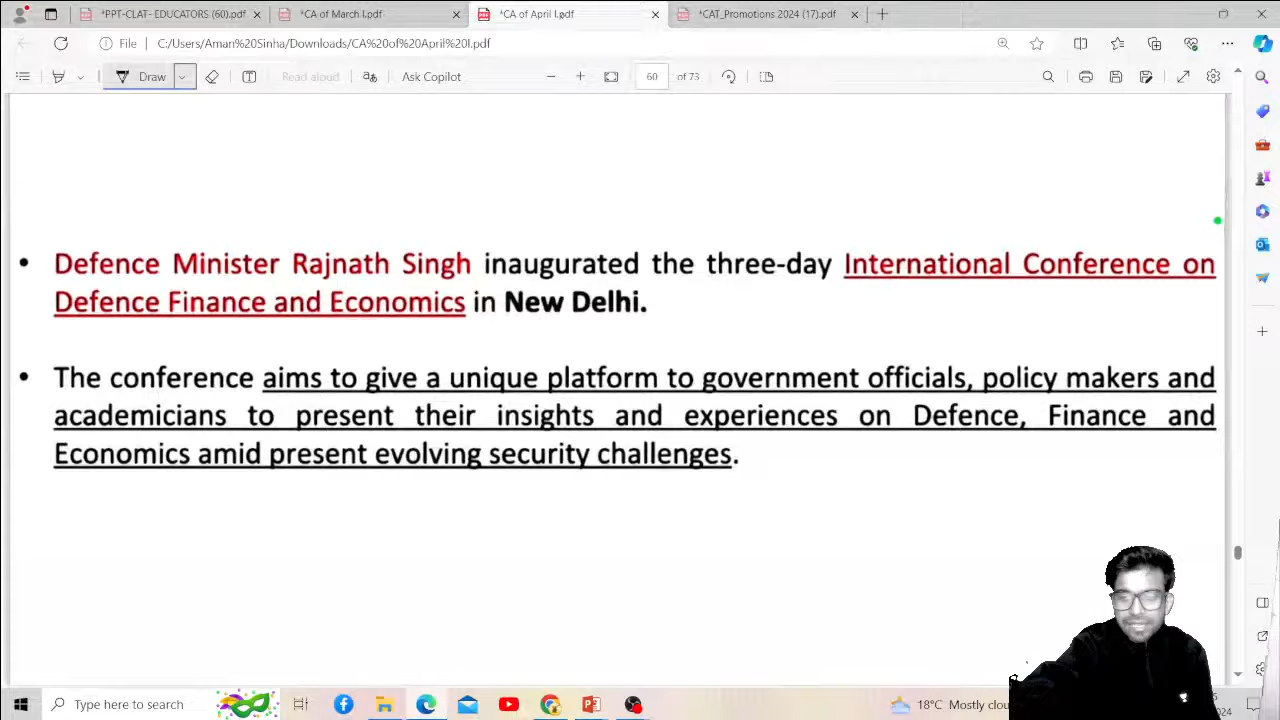 *PPT-CLAT- EDUCATORS (60).pdf
*CA of March I.pdf
*CA of April I.pdf
*CAT_Promotions 2024 (17).pdf
File
C:/Users/Aman%20Sinha/Downloads/CA%20of%20April%20I.pdf
Draw
Read aloud
Ask Copilot
60 of 73
• Defence Minister Rajnath Singh inaugurated the three-day International Conference on
Defence Finance and Economics in New Delhi.
• The conference aims to give a unique platform to government officials, policy makers and
academicians to present their insights and experiences on Defence, Finance and
Economics amid present evolving security challenges.
Type here to search
18°C Mostly clou